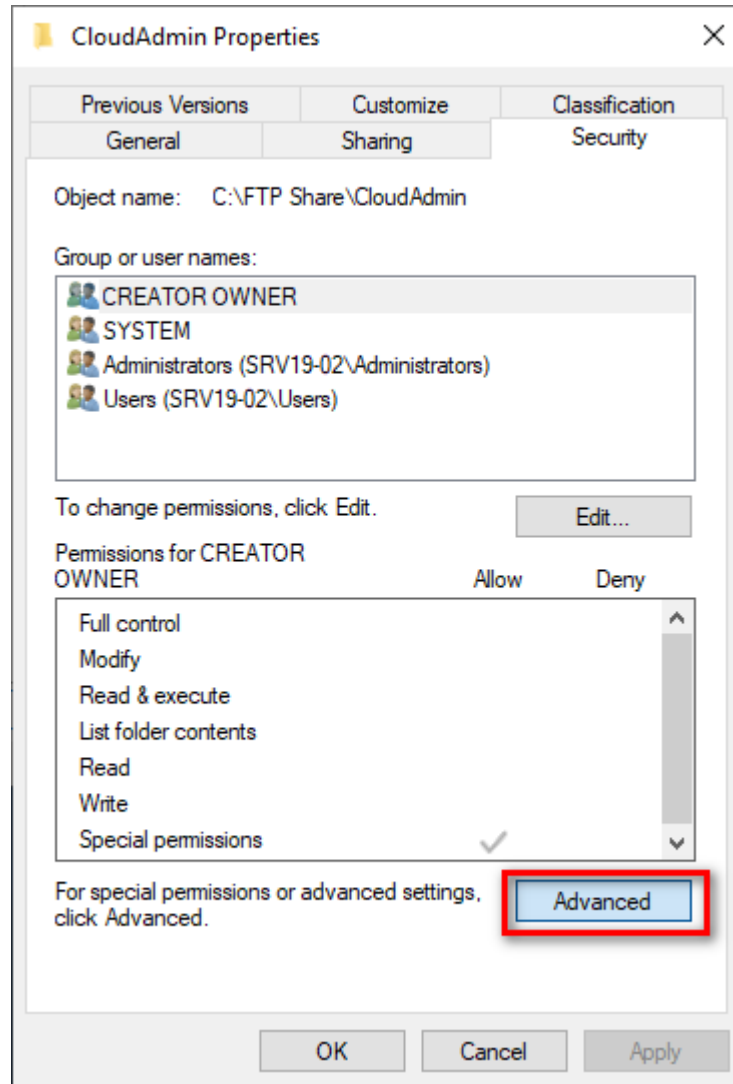 CloudAdmin Properties
Previous Versions Customize Classification
General Sharing Security
Object name: C:\FTP Share\CloudAdmin
Group or user names:
CREATOR OWNER
SYSTEM
Administrators (SRV19-02\Administrators)
Users (SRV19-02\Users)
To change permissions, click Edit. Edit...
Permissions for CREATOR
OWNER Allow Deny
Full control
Modify
Read & execute
List folder contents
Read
Write
Special permissions
For special permissions or advanced settings, Advanced
click Advanced.
OK Cancel Apply